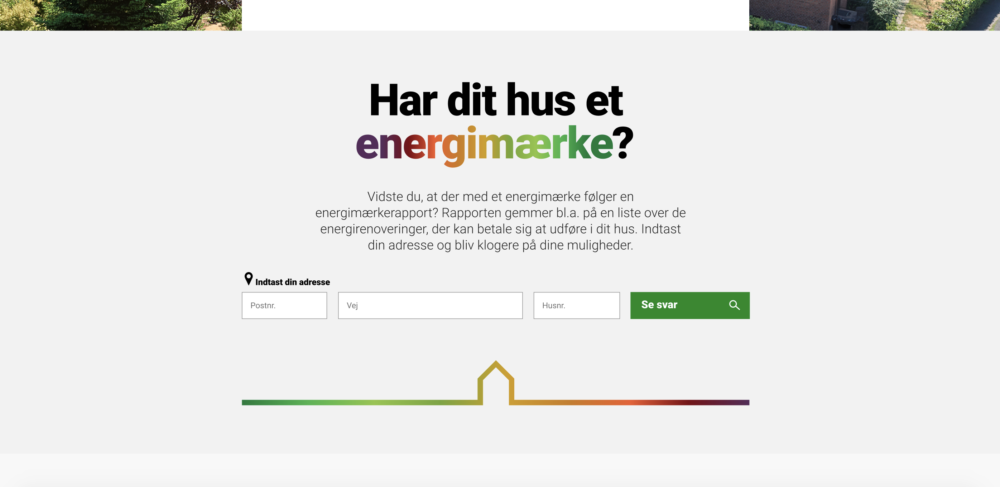 Har dit hus et
energimærke?
Vidste du, at der med et energimærke følger en
energimærkerapport? Rapporten gemmer bl.a. på en liste over de
energirenoveringer, der kan betale sig at udføre i dit hus. Indtast
din adresse og bliv klogere på dine muligheder.
Indtast din adresse
Postnr.
Vej
Husnr.
Se svar